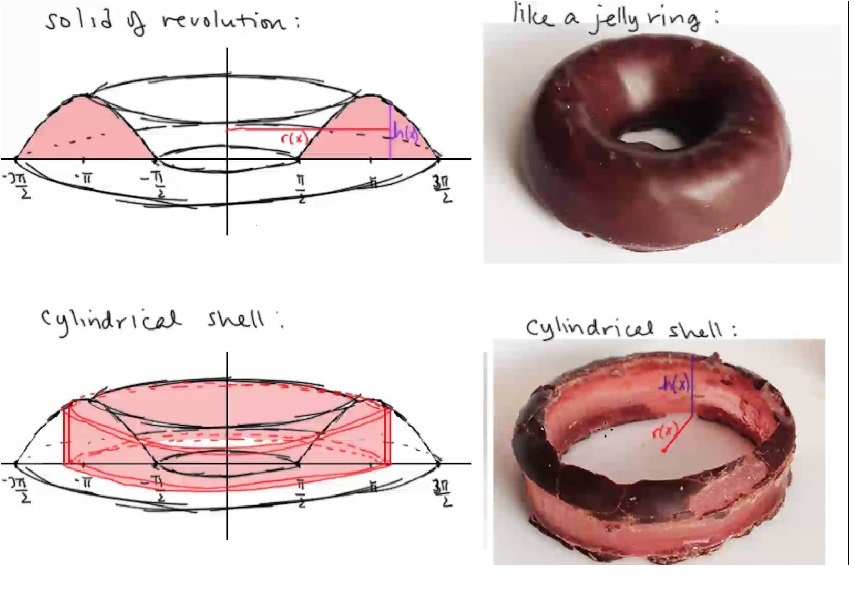 solid of revolution:
like a jelly ring:
r(x)
h(x)
-3π/2
-π
-π/2
π/2
π
3π/2
cylindrical shell:
cylindrical shell:
h(x)
r(x)
-3π/2
-π
-π/2
π/2
π
3π/2